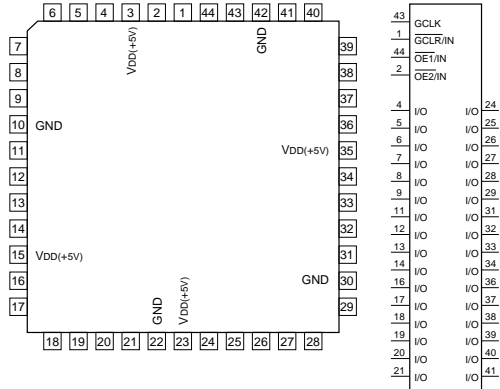 6 5 4 3 2 1 44 43 42 41 40
VDD(+5V) GND
7 39
8 38
9 37
10 GND 36
11 VDD(+5V) 35
12 34
13 33
14 32
15 VDD(+5V) 31
16 GND 30
17 29
GND VDD(+5V)
18 19 20 21 22 23 24 25 26 27 28
43 GCLK
1 GCLR/IN
44 OE1/IN
2 OE2/IN
4 I/O I/O 24
5 I/O I/O 25
6 I/O I/O 26
7 I/O I/O 27
8 I/O I/O 28
9 I/O I/O 29
11 I/O I/O 31
12 I/O I/O 32
13 I/O I/O 33
14 I/O I/O 34
16 I/O I/O 36
17 I/O I/O 37
18 I/O I/O 38
19 I/O I/O 39
20 I/O I/O 40
21 I/O I/O 41